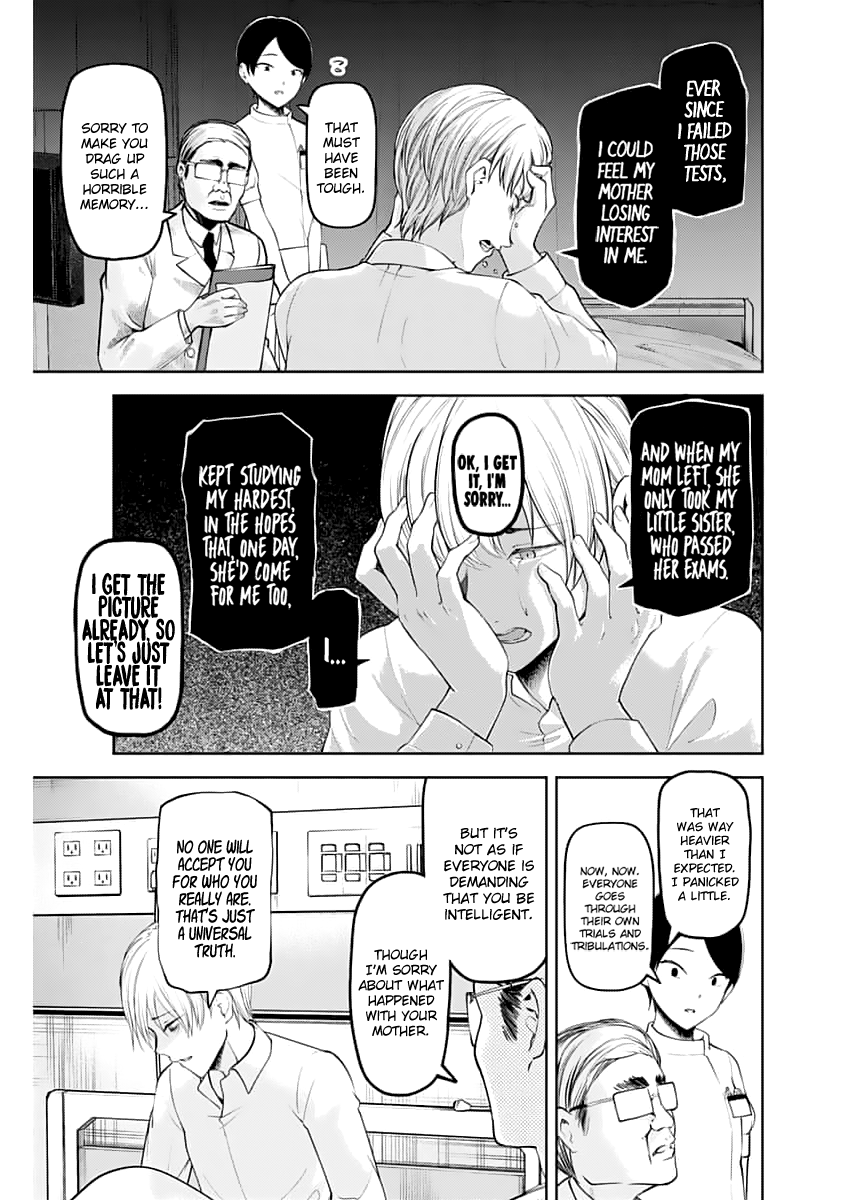 EVER
SINCE
I FAILED
THOSE
TESTS,
I COULD
FEEL MY
MOTHER
LOSING
INTEREST
IN ME.
THAT
MUST
HAVE
BEEN
TOUGH.
SORRY TO
MAKE YOU
DRAG UP
SUCH A
HORRIBLE
MEMORY...
AND WHEN MY
MOM LEFT, SHE
ONLY TOOK MY
LITTLE SISTER,
WHO PASSED
HER EXAMS.
OK, I GET
IT, I'M
SORRY...
I...
KEPT STUDYING
MY HARDEST,
IN THE HOPES
THAT, ONE DAY,
SHE'D COME
FOR ME TOO,
I GET THE
PICTURE
ALREADY, SO
LET'S JUST
LEAVE IT
AT THAT!
THAT
WAS WAY
HEAVIER
THAN I
EXPECTED.
I PANICKED
A LITTLE.
NOW, NOW.
EVERYONE
GOES
THROUGH
THEIR OWN
TRIALS AND
TRIBULATIONS.
BUT IT'S
NOT AS IF
EVERYONE IS
DEMANDING
THAT YOU BE
INTELLIGENT.
THOUGH
I'M SORRY
ABOUT WHAT
HAPPENED
WITH YOUR
MOTHER.
NO ONE WILL
ACCEPT YOU
FOR WHO YOU
REALLY ARE.
THAT'S JUST
A UNIVERSAL
TRUTH.